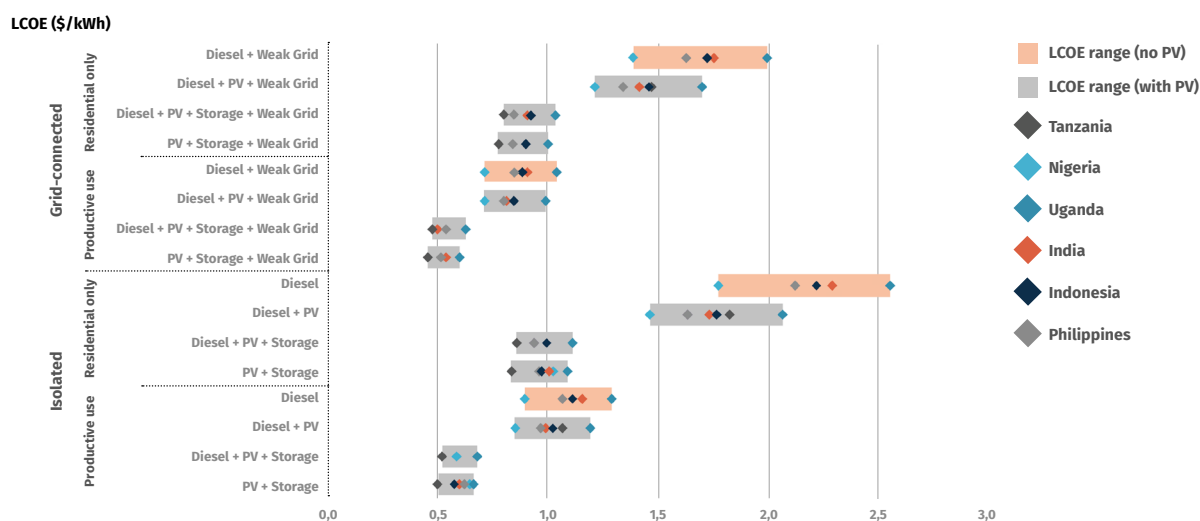 LCOE ($/kWh)
Grid-connected
Residential only
Diesel + Weak Grid
Diesel + PV + Weak Grid
Diesel + PV + Storage + Weak Grid
PV + Storage + Weak Grid
Productive use
Diesel + Weak Grid
Diesel + PV + Weak Grid
Diesel + PV + Storage + Weak Grid
PV + Storage + Weak Grid
Isolated
Residential only
Diesel
Diesel + PV
Diesel + PV + Storage
PV + Storage
Productive use
Diesel
Diesel + PV
Diesel + PV + Storage
PV + Storage
0,0 0,5 1,0 1,5 2,0 2,5 3,0
LCOE range (no PV)
LCOE range (with PV)
Tanzania
Nigeria
Uganda
India
Indonesia
Philippines